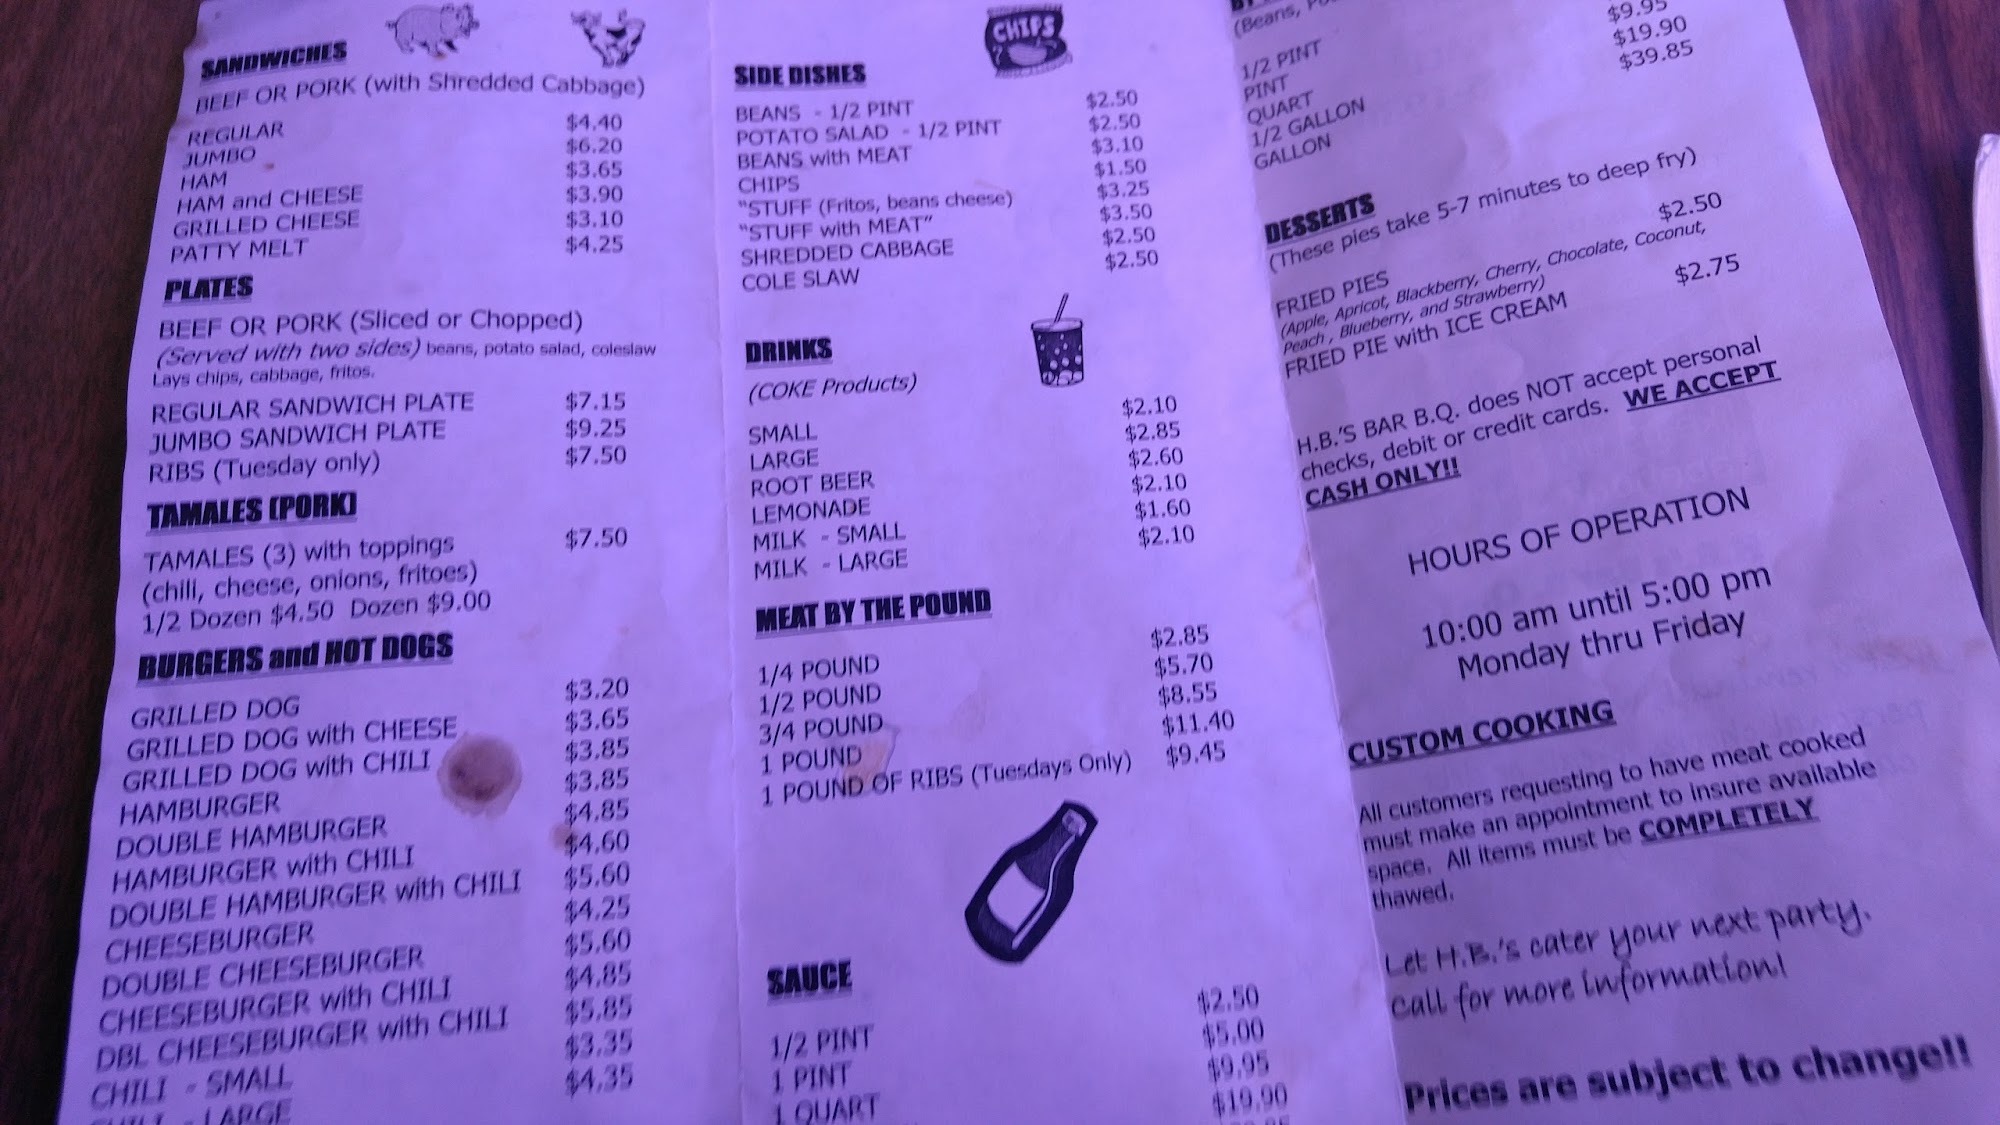 SANDWICHES
BEEF OR PORK (with Shredded Cabbage)
REGULAR $4.40
JUMBO $6.20
HAM $3.65
HAM and CHEESE $3.90
GRILLED CHEESE $3.10
PATTY MELT $4.25
PLATES
BEEF OR PORK (Sliced or Chopped)
(Served with two sides) beans, potato salad, coleslaw
Lays chips, cabbage, fritos.
REGULAR SANDWICH PLATE $7.15
JUMBO SANDWICH PLATE $9.25
RIBS (Tuesday only) $7.50
TAMALES (PORK)
TAMALES (3) with toppings $7.50
(chili, cheese, onions, fritoes)
1/2 Dozen $4.50 Dozen $9.00
BURGERS and HOT DOGS
GRILLED DOG $3.20
GRILLED DOG with CHEESE $3.65
GRILLED DOG with CHILI $3.85
HAMBURGER $3.85
DOUBLE HAMBURGER $4.85
HAMBURGER with CHILI $4.60
DOUBLE HAMBURGER with CHILI $5.60
CHEESEBURGER $4.25
DOUBLE CHEESEBURGER $5.60
CHEESEBURGER with CHILI $4.85
DBL CHEESEBURGER with CHILI $5.85
CHILI - SMALL $3.35
CHILI - LARGE $4.35
CHIPS
SIDE DISHES
BEANS - 1/2 PINT $2.50
POTATO SALAD - 1/2 PINT $2.50
BEANS with MEAT $3.10
CHIPS $1.50
"STUFF (Fritos, beans cheese) $3.25
"STUFF with MEAT" $3.50
SHREDDED CABBAGE $2.50
COLE SLAW $2.50
DRINKS
(COKE Products)
SMALL $2.10
LARGE $2.85
ROOT BEER $2.60
LEMONADE $2.10
MILK - SMALL $1.60
MILK - LARGE $2.10
MEAT BY THE POUND
1/4 POUND $2.85
1/2 POUND $5.70
3/4 POUND $8.55
1 POUND $11.40
1 POUND OF RIBS (Tuesdays Only) $9.45
SAUCE
1/2 PINT $2.50
1 PINT $5.00
1 QUART $9.95
$19.90
(Beans,
1/2 PINT
PINT
QUART $9.95
1/2 GALLON $19.90
GALLON $39.85
DESSERTS
(These pies take 5-7 minutes to deep fry)
FRIED PIES $2.50
(Apple, Apricot, Blackberry, Cherry, Chocolate, Coconut,
Peach, Blueberry, and Strawberry)
FRIED PIE with ICE CREAM $2.75
H.B.'S BAR B.Q. does NOT accept personal
checks, debit or credit cards. WE ACCEPT
CASH ONLY!!
HOURS OF OPERATION
10:00 am until 5:00 pm
Monday thru Friday
CUSTOM COOKING
All customers requesting to have meat cooked
must make an appointment to insure available
space. All items must be COMPLETELY
thawed.
Let H.B.'s cater your next party.
Call for more information!
Prices are subject to change!!